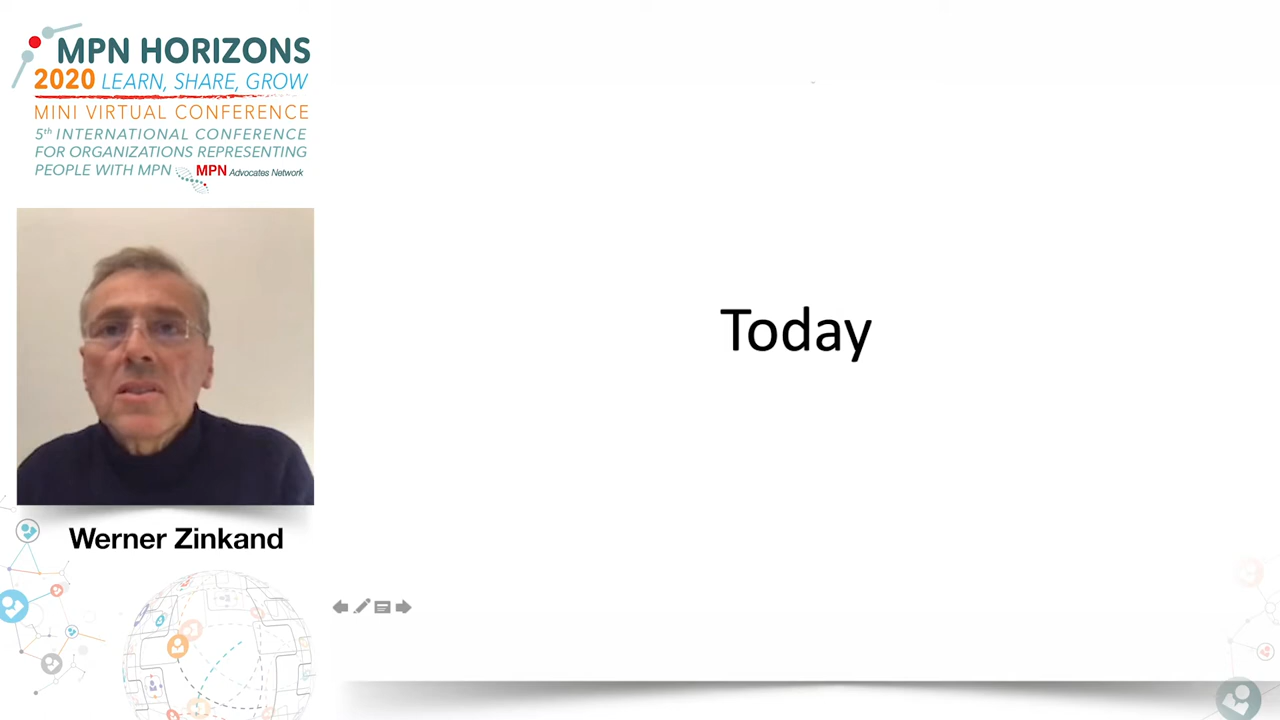 MPN HORIZONS
2020 LEARN, SHARE, GROW
MINI VIRTUAL CONFERENCE
5th INTERNATIONAL CONFERENCE
FOR ORGANIZATIONS REPRESENTING
PEOPLE WITH MPN
MPN Advocates Network
Today
Werner Zinkand